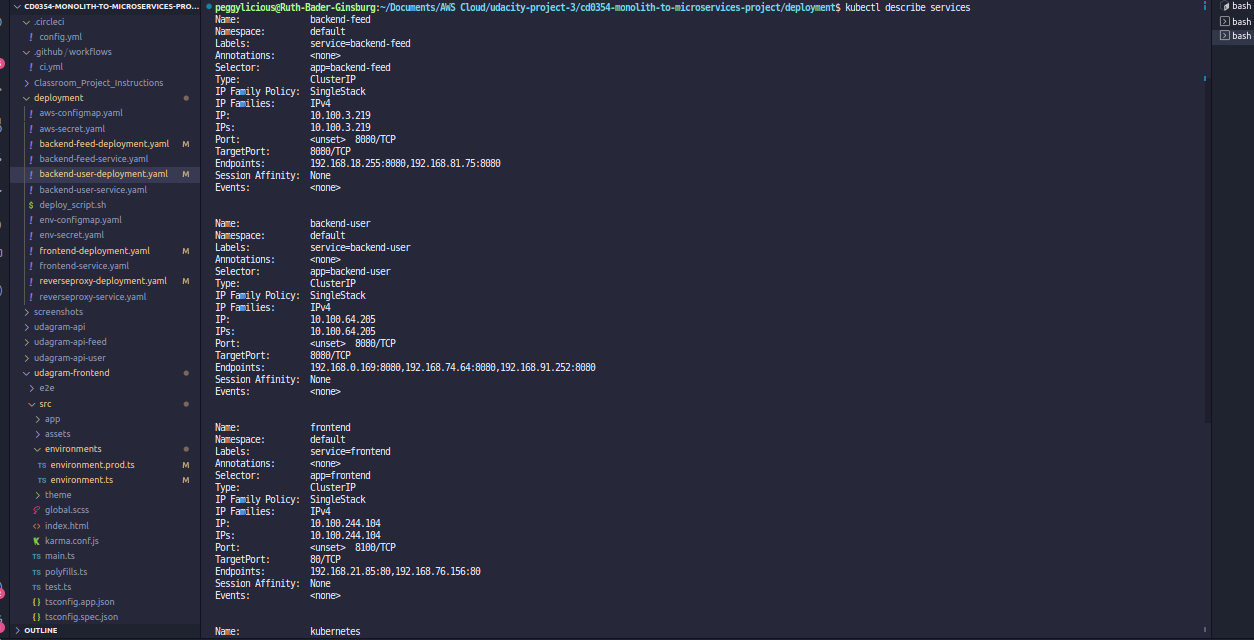 CD0354-MONOLITH-TO-MICROSERVICES-PRO...
.circleci
config.yml
.github / workflows
ci.yml
Classroom_Project_Instructions
deployment
aws-configmap.yaml
aws-secret.yaml
backend-feed-deployment.yaml M
backend-feed-service.yaml
backend-user-deployment.yaml M
backend-user-service.yaml
deploy_script.sh
env-configmap.yaml
env-secret.yaml
frontend-deployment.yaml M
frontend-service.yaml
reverseproxy-deployment.yaml M
reverseproxy-service.yaml
screenshots
udagram-api
udagram-api-feed
udagram-api-user
udagram-frontend
e2e
src
app
assets
environments
TS environment.prod.ts M
TS environment.ts M
theme
global.scss
index.html
karma.conf.js
TS main.ts
TS polyfills.ts
TS test.ts
{} tsconfig.app.json
{} tsconfig.spec.json
OUTLINE
peggylicious@Ruth-Bader-Ginsburg:~/Documents/AWS Cloud/udacity-project-3/cd0354-monolith-to-microservices-project/deployment$ kubectl describe services
Name: backend-feed
Namespace: default
Labels: service=backend-feed
Annotations: <none>
Selector: app=backend-feed
Type: ClusterIP
IP Family Policy: SingleStack
IP Families: IPv4
IP: 10.100.3.219
IPs: 10.100.3.219
Port: <unset> 8080/TCP
TargetPort: 8080/TCP
Endpoints: 192.168.18.255:8080,192.168.81.75:8080
Session Affinity: None
Events: <none>
Name: backend-user
Namespace: default
Labels: service=backend-user
Annotations: <none>
Selector: app=backend-user
Type: ClusterIP
IP Family Policy: SingleStack
IP Families: IPv4
IP: 10.100.64.205
IPs: 10.100.64.205
Port: <unset> 8080/TCP
TargetPort: 8080/TCP
Endpoints: 192.168.0.169:8080,192.168.74.64:8080,192.168.91.252:8080
Session Affinity: None
Events: <none>
Name: frontend
Namespace: default
Labels: service=frontend
Annotations: <none>
Selector: app=frontend
Type: ClusterIP
IP Family Policy: SingleStack
IP Families: IPv4
IP: 10.100.244.104
IPs: 10.100.244.104
Port: <unset> 8100/TCP
TargetPort: 80/TCP
Endpoints: 192.168.21.85:80,192.168.76.156:80
Session Affinity: None
Events: <none>
Name: kubernetes
bash
bash
bash